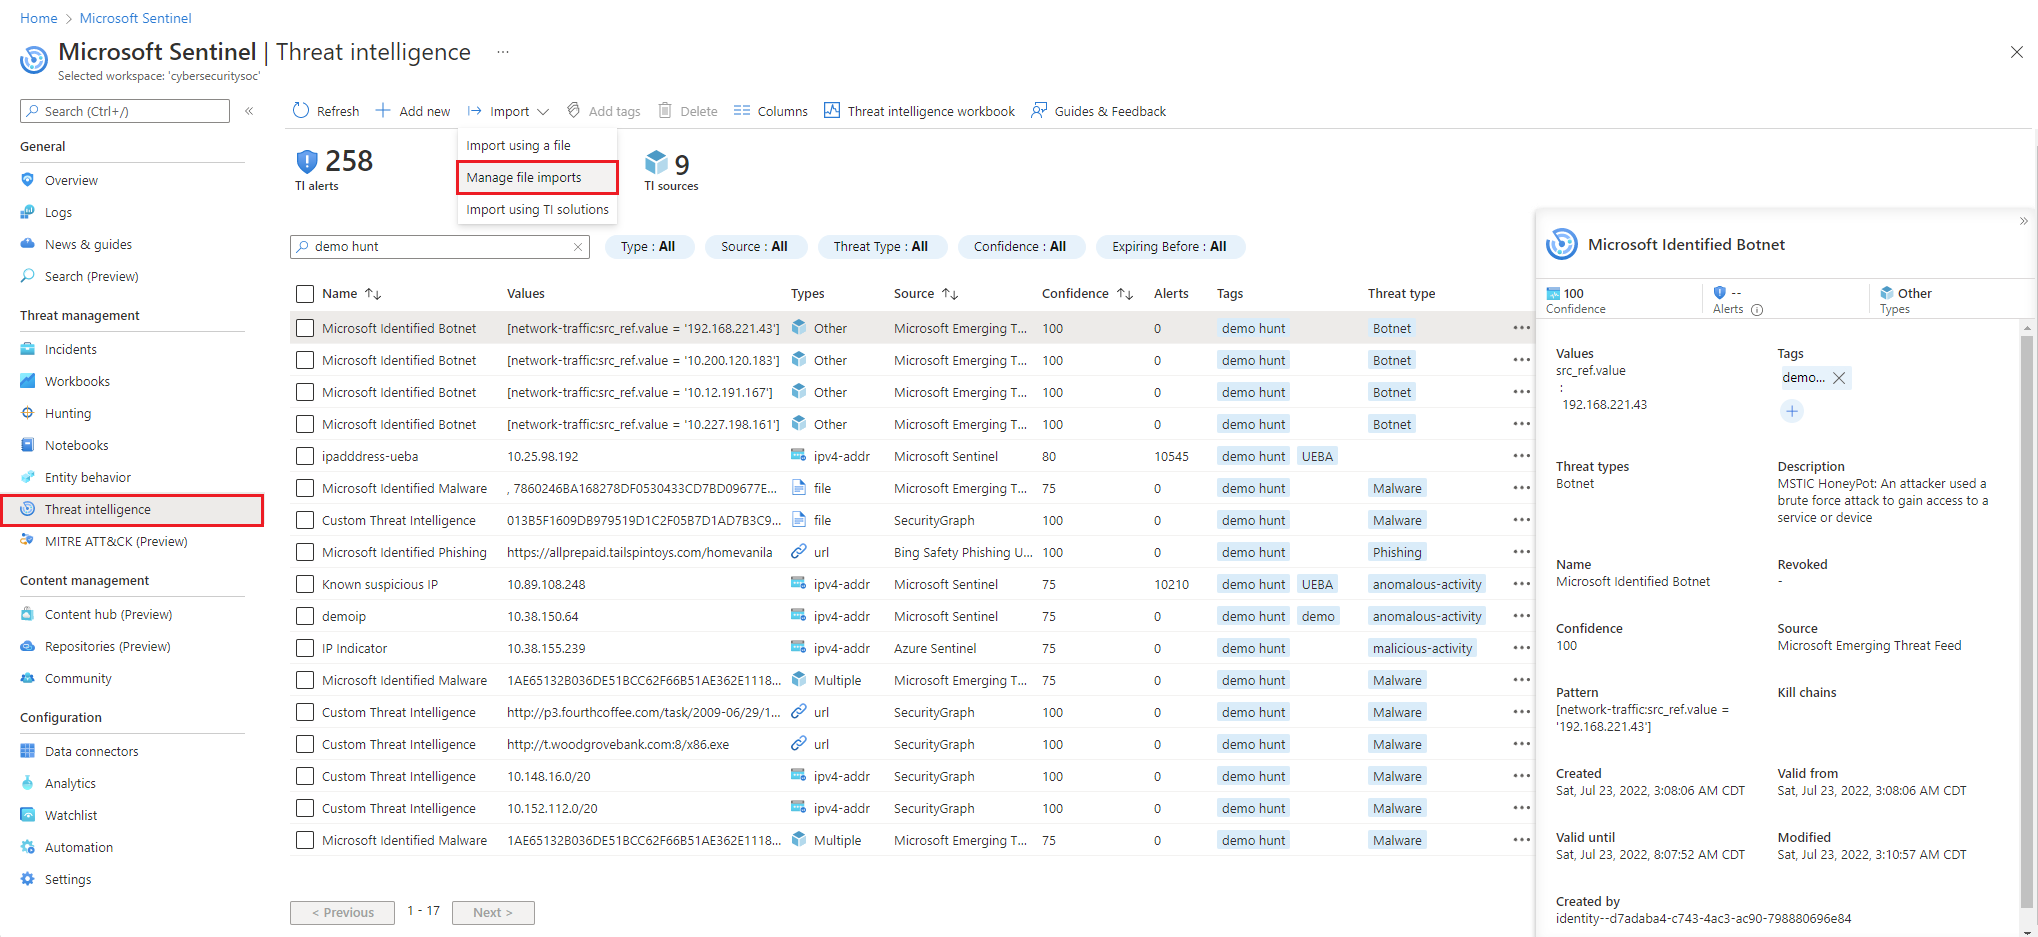 Home > Microsoft Sentinel
Microsoft Sentinel | Threat intelligence ...
Selected workspace: 'cybersecuritysoc'
Search (Ctrl+/)
General
Overview
Logs
News & guides
Search (Preview)
Threat management
Incidents
Workbooks
Hunting
Notebooks
Entity behavior
Threat intelligence
MITRE ATT&CK (Preview)
Content management
Content hub (Preview)
Repositories (Preview)
Community
Configuration
Data connectors
Analytics
Watchlist
Automation
Settings
Refresh Add new Import Add tags Delete Columns Threat intelligence workbook Guides & Feedback
Import using a file
Manage file imports
Import using TI solutions
258
TI alerts
9
TI sources
demo hunt Type : All Source : All Threat Type : All Confidence : All Expiring Before : All
Name Values Types Source Confidence Alerts Tags Threat type
Microsoft Identified Botnet [network-traffic:src_ref.value = '192.168.221.43'] Other Microsoft Emerging T... 100 0 demo hunt Botnet
Microsoft Identified Botnet [network-traffic:src_ref.value = '10.200.120.183'] Other Microsoft Emerging T... 100 0 demo hunt Botnet
Microsoft Identified Botnet [network-traffic:src_ref.value = '10.12.191.167'] Other Microsoft Emerging T... 100 0 demo hunt Botnet
Microsoft Identified Botnet [network-traffic:src_ref.value = '10.227.198.161'] Other Microsoft Emerging T... 100 0 demo hunt Botnet
ipadddress-ueba 10.25.98.192 ipv4-addr Microsoft Sentinel 80 10545 demo hunt UEBA
Microsoft Identified Malware , 7860246BA168278DF0530433CD7BD09677E... file Microsoft Emerging T... 75 0 demo hunt Malware
Custom Threat Intelligence 013B5F1609DB979519D1C2F05B7D1AD7B3C9... file SecurityGraph 100 0 demo hunt Malware
Microsoft Identified Phishing https://allprepaid.tailspintoys.com/homevanila url Bing Safety Phishing U... 100 0 demo hunt Phishing
Known suspicious IP 10.89.108.248 ipv4-addr Microsoft Sentinel 75 10210 demo hunt UEBA anomalous-activity
demoip 10.38.150.64 ipv4-addr Microsoft Sentinel 75 0 demo hunt demo anomalous-activity
IP Indicator 10.38.155.239 ipv4-addr Azure Sentinel 75 0 demo hunt malicious-activity
Microsoft Identified Malware 1AE65132B036DE51BCC62F66B51AE362E1118... Multiple Microsoft Emerging T... 75 0 demo hunt Malware
Custom Threat Intelligence http://p3.fourthcoffee.com/task/2009-06/29/1... url SecurityGraph 100 0 demo hunt Malware
Custom Threat Intelligence http://t.woodgrovebank.com:8/x86.exe url SecurityGraph 100 0 demo hunt Malware
Custom Threat Intelligence 10.148.16.0/20 ipv4-addr SecurityGraph 100 0 demo hunt Malware
Custom Threat Intelligence 10.152.112.0/20 ipv4-addr SecurityGraph 100 0 demo hunt Malware
Microsoft Identified Malware 1AE65132B036DE51BCC62F66B51AE362E1118... Multiple Microsoft Emerging T... 75 0 demo hunt Malware
< Previous 1 - 17 Next >
Microsoft Identified Botnet
100 -- Other
Confidence Alerts Types
Values
src_ref.value
:
192.168.221.43
Tags
demo...
Threat types
Botnet
Description
MSTIC HoneyPot: An attacker used a
brute force attack to gain access to a
service or device
Name
Microsoft Identified Botnet
Revoked
-
Confidence
100
Source
Microsoft Emerging Threat Feed
Pattern
[network-traffic:src_ref.value =
'192.168.221.43']
Kill chains
Created
Sat, Jul 23, 2022, 3:08:06 AM CDT
Valid from
Sat, Jul 23, 2022, 3:08:06 AM CDT
Valid until
Sat, Jul 23, 2022, 8:07:52 AM CDT
Modified
Sat, Jul 23, 2022, 3:10:57 AM CDT
Created by
identity--d7adaba4-c743-4ac3-ac90-798880696e84